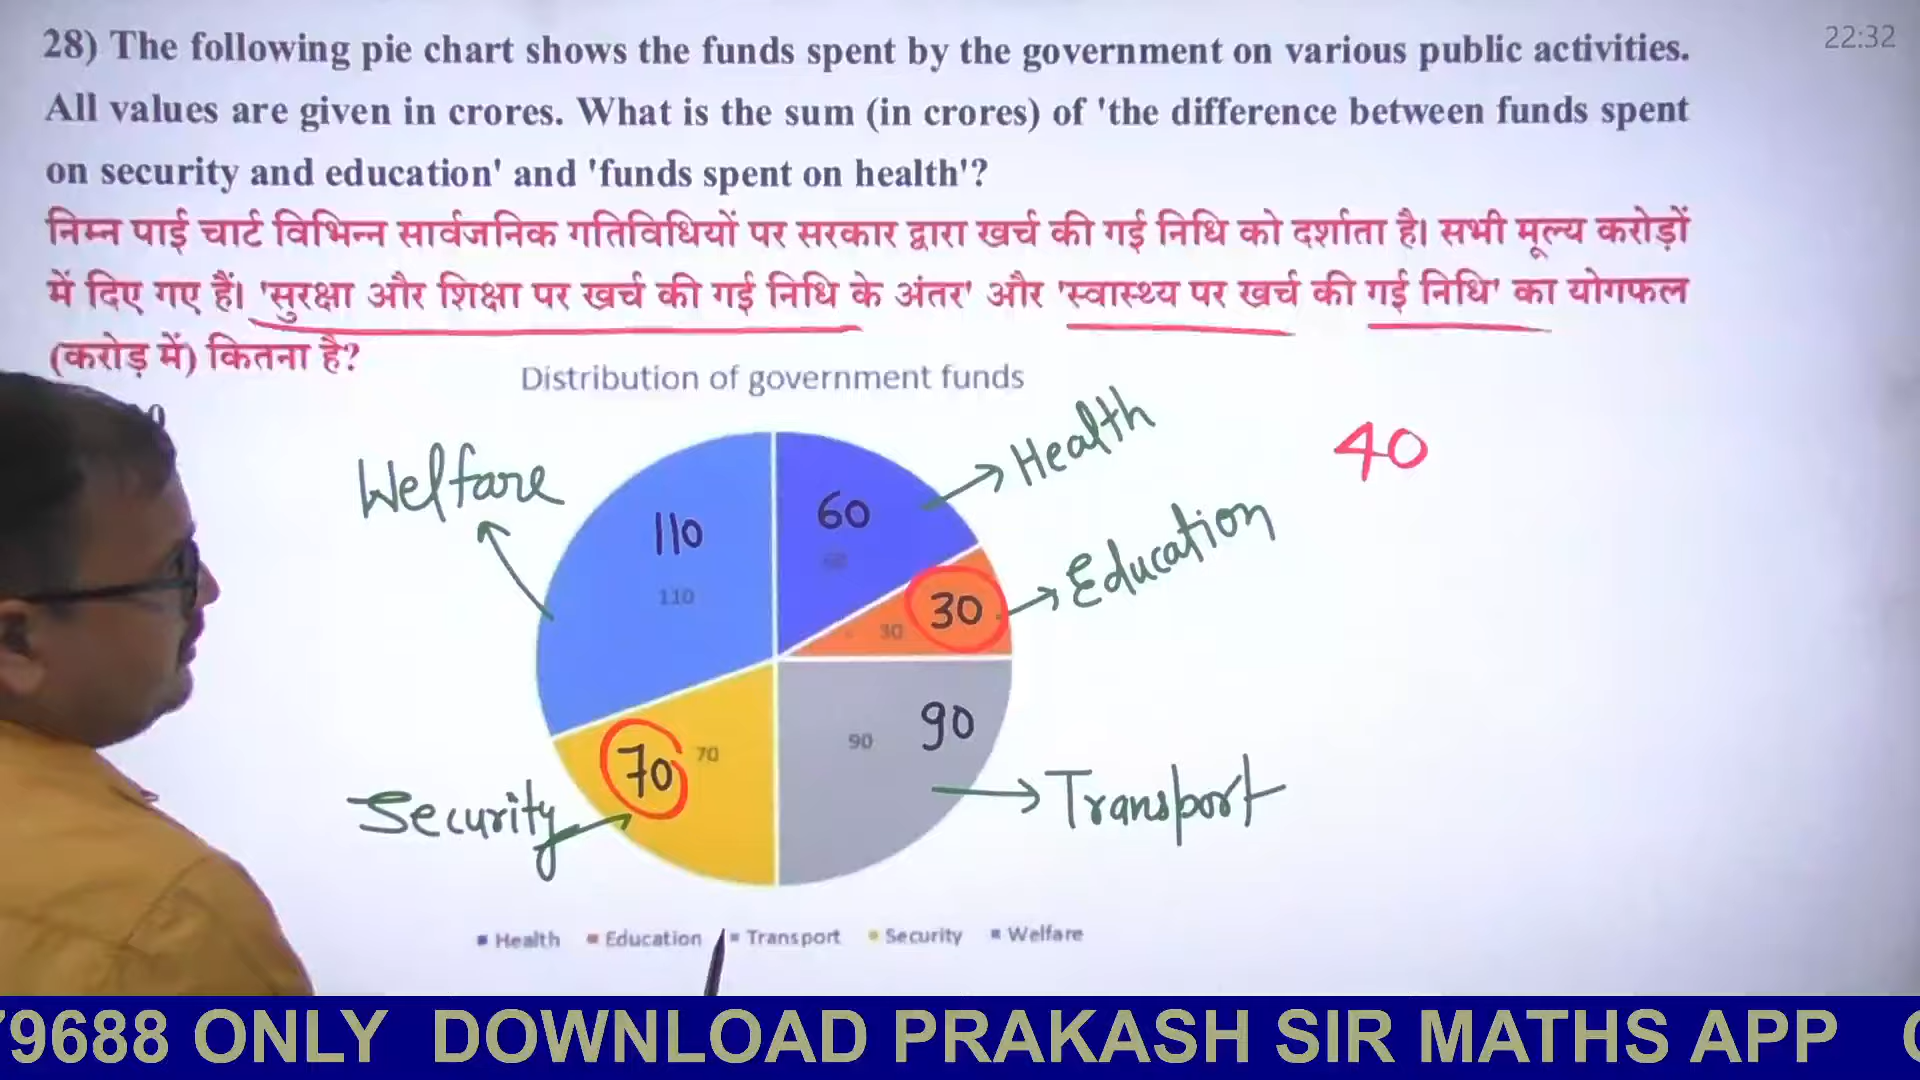 28) The following pie chart shows the funds spent by the government on various public activities.
22:32
All values are given in crores. What is the sum (in crores) of 'the difference between funds spent
on security and education' and 'funds spent on health'?
निम्न पाई चार्ट विभिन्न सार्वजनिक गतिविधियों पर सरकार द्वारा खर्च की गई निधि को दर्शाता है। सभी मूल्य करोड़ों
में दिए गए हैं। 'सुरक्षा और शिक्षा पर खर्च की गई निधि के अंतर' और 'स्वास्थ्य पर खर्च की गई निधि' का योगफल
(करोड़ में) कितना है?
Distribution of government funds
Health
40
Welfare
110
60
Education
60
110
30
30
90
70
70
90
Security
Transport
Health Education Transport Security Welfare
79688 ONLY DOWNLOAD PRAKASH SIR MATHS APP